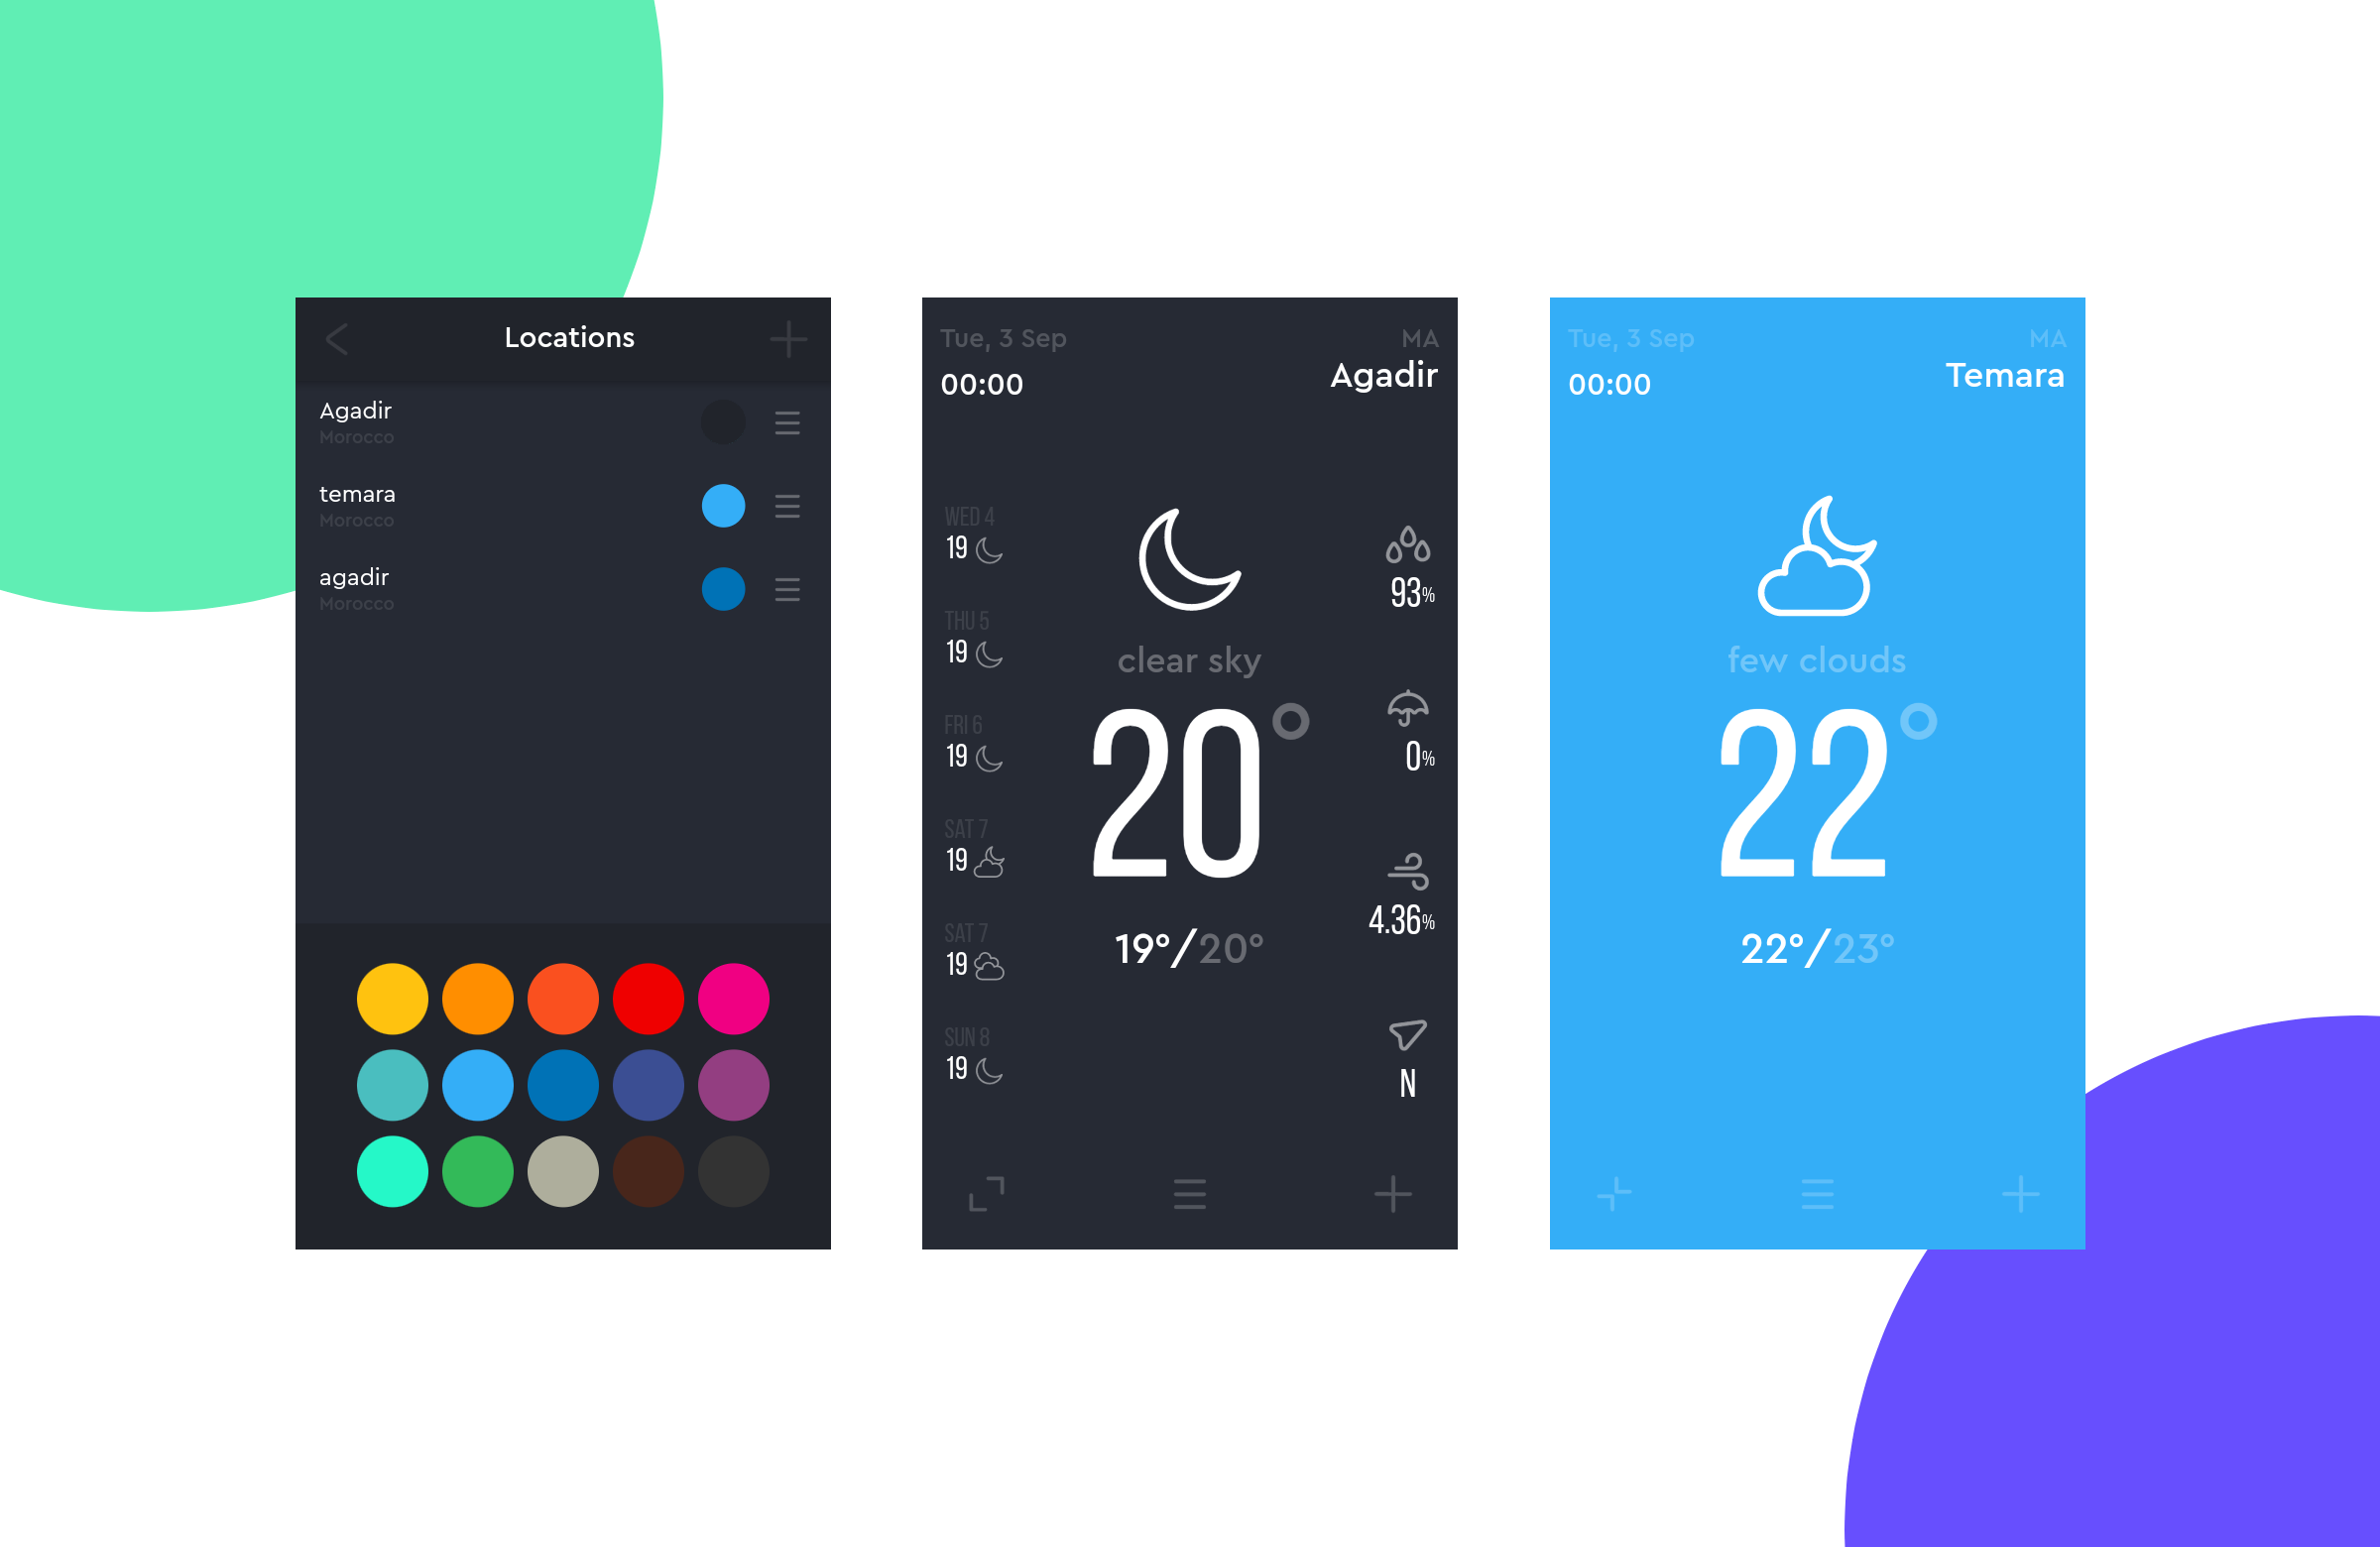 Locations
Agadir
Morocco
temara
Morocco
agadir
Morocco
Tue, 3 Sep
MA
00:00
Agadir
WED 4
19
THU 5
19
FRI 6
19
SAT 7
19
SAT 7
19
SUN 8
19
clear sky
20°
19°/20°
93%
0%
4.36%
N
Tue, 3 Sep
MA
00:00
Temara
few clouds
22°
22°/23°